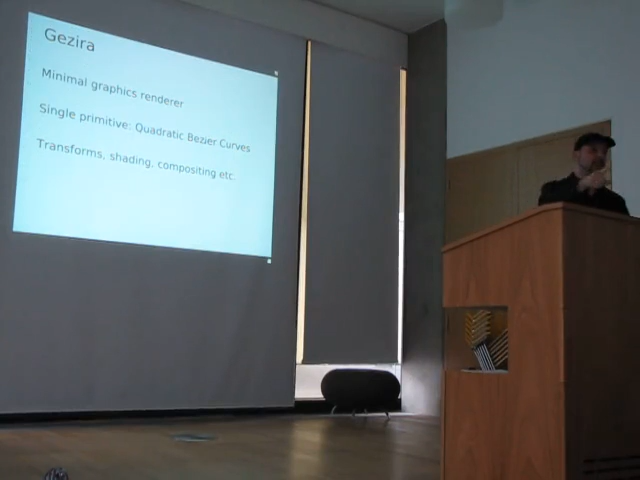 Gezira
Minimal graphics renderer
Single primitive: Quadratic Bezier Curves
Transforms, shading, compositing etc.